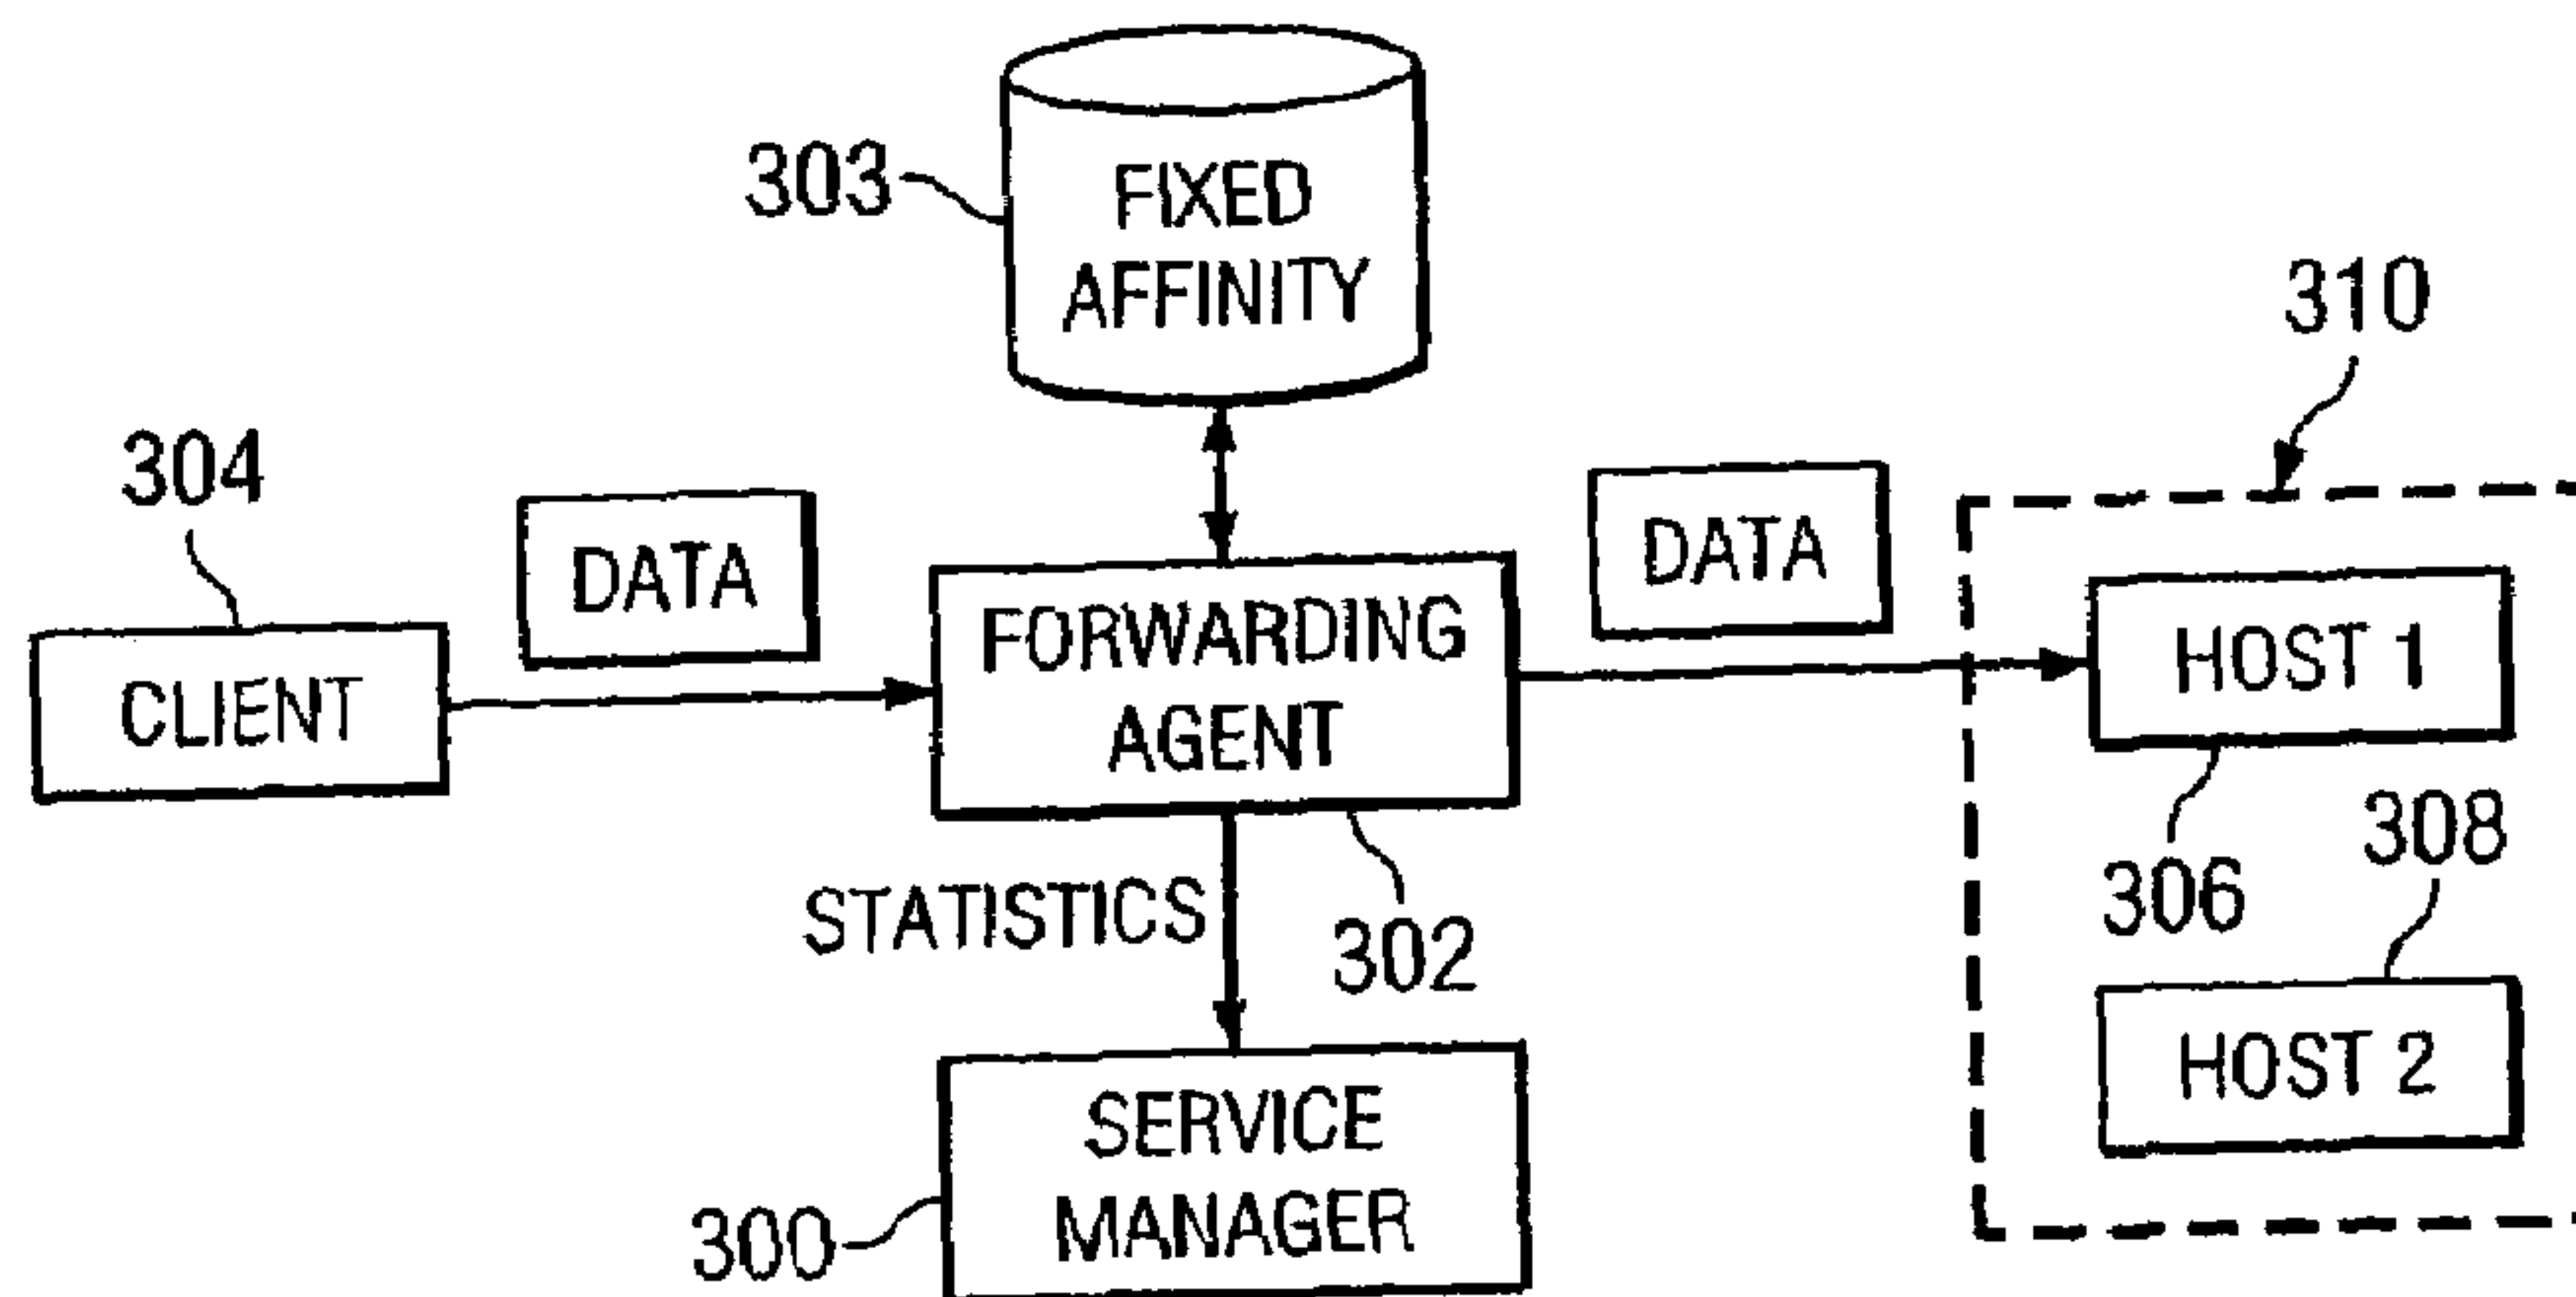 303
FIXED
AFFINITY
310
304
DATA
DATA
CLIENT
FORWARDING
AGENT
HOST 1
306
308
STATISTICS
302
HOST 2
300
SERVICE
MANAGER